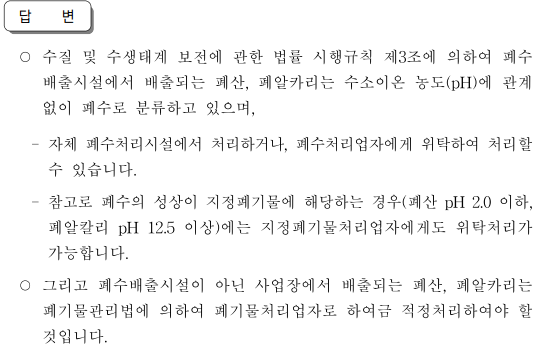 답 변
○ 수질 및 수생태계 보전에 관한 법률 시행규칙 제3조에 의하여 폐수
배출시설에서 배출되는 폐산, 폐알카리는 수소이온 농도(pH)에 관계
없이 폐수로 분류하고 있으며,
- 자체 폐수처리시설에서 처리하거나, 폐수처리업자에게 위탁하여 처리할
수 있습니다.
- 참고로 폐수의 성상이 지정폐기물에 해당하는 경우(폐산 pH 2.0 이하,
폐알칼리 pH 12.5 이상)에는 지정폐기물처리업자에게도 위탁처리가
가능합니다.
○ 그리고 폐수배출시설이 아닌 사업장에서 배출되는 폐산, 폐알카리는
폐기물관리법에 의하여 폐기물처리업자로 하여금 적정처리하여야 할
것입니다.